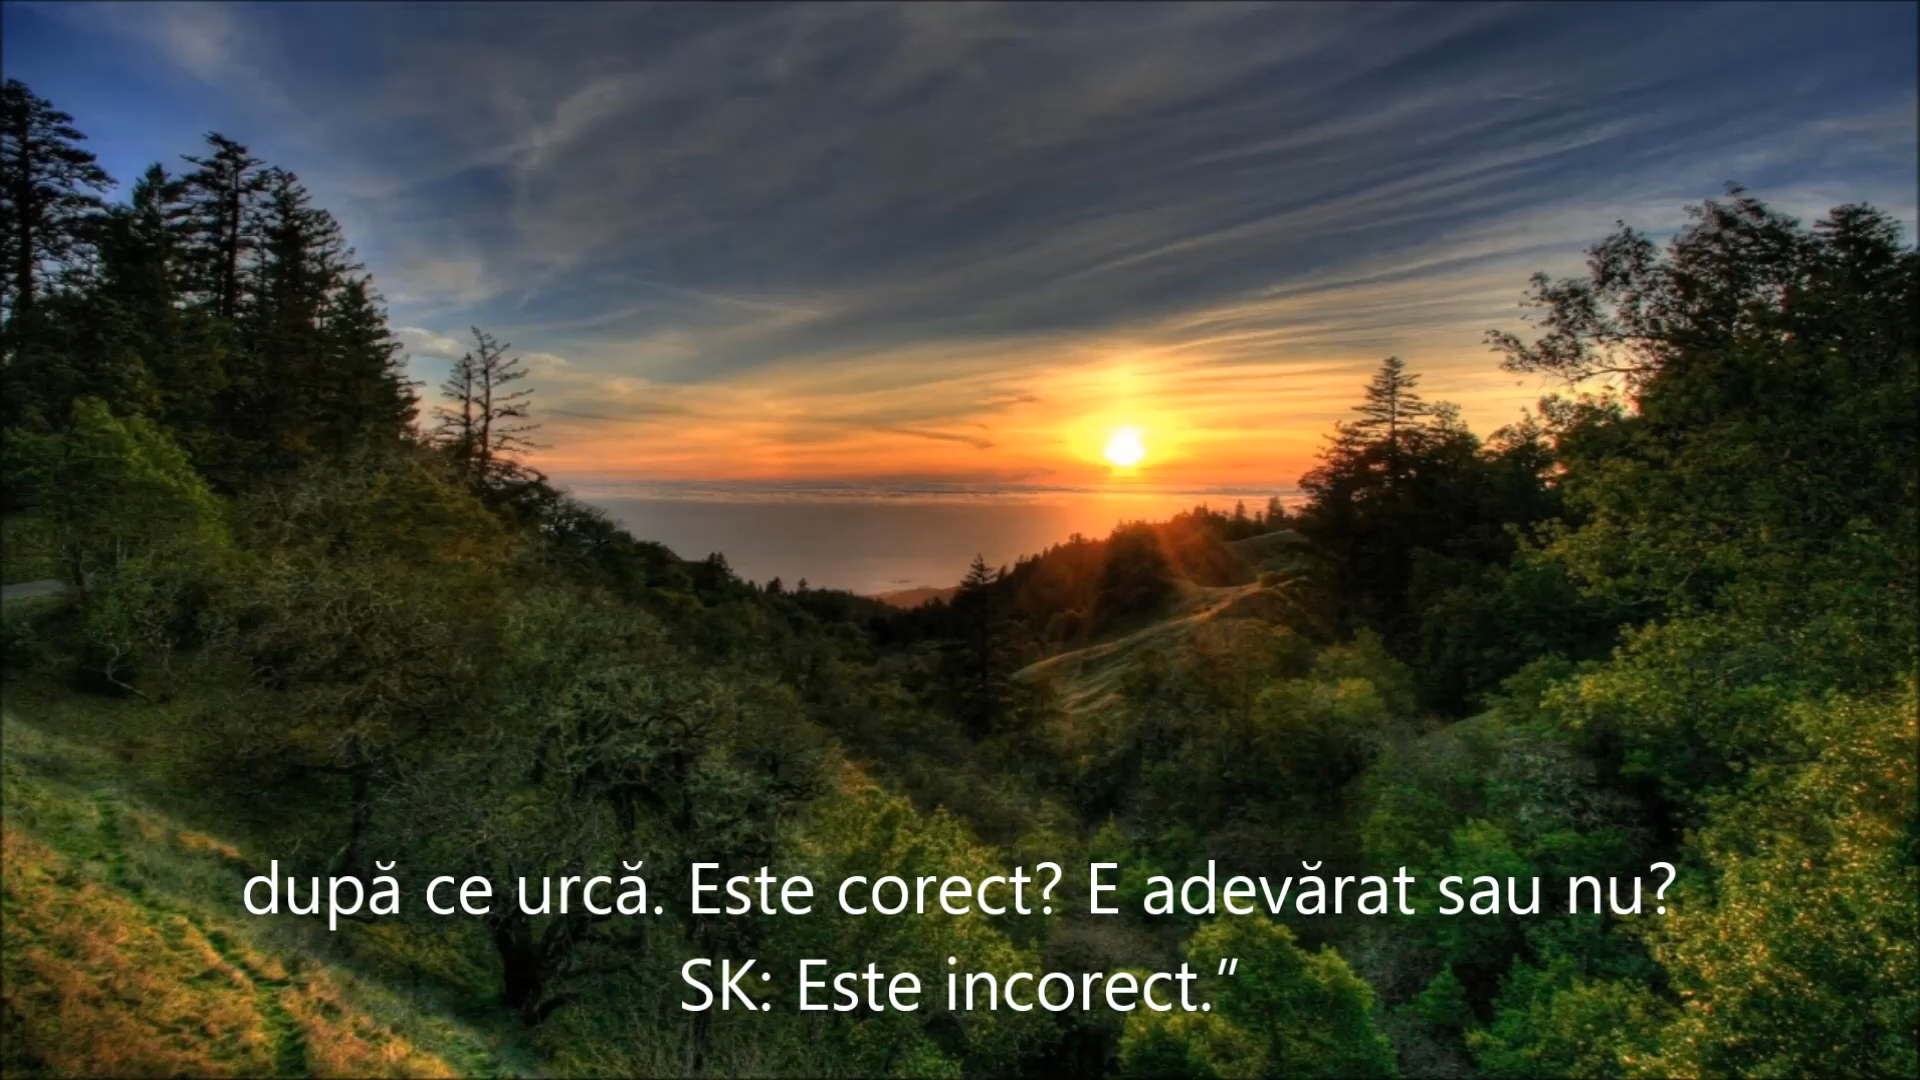 după ce urcă. Este corect? E adevărat sau nu?
SK: Este incorect.”